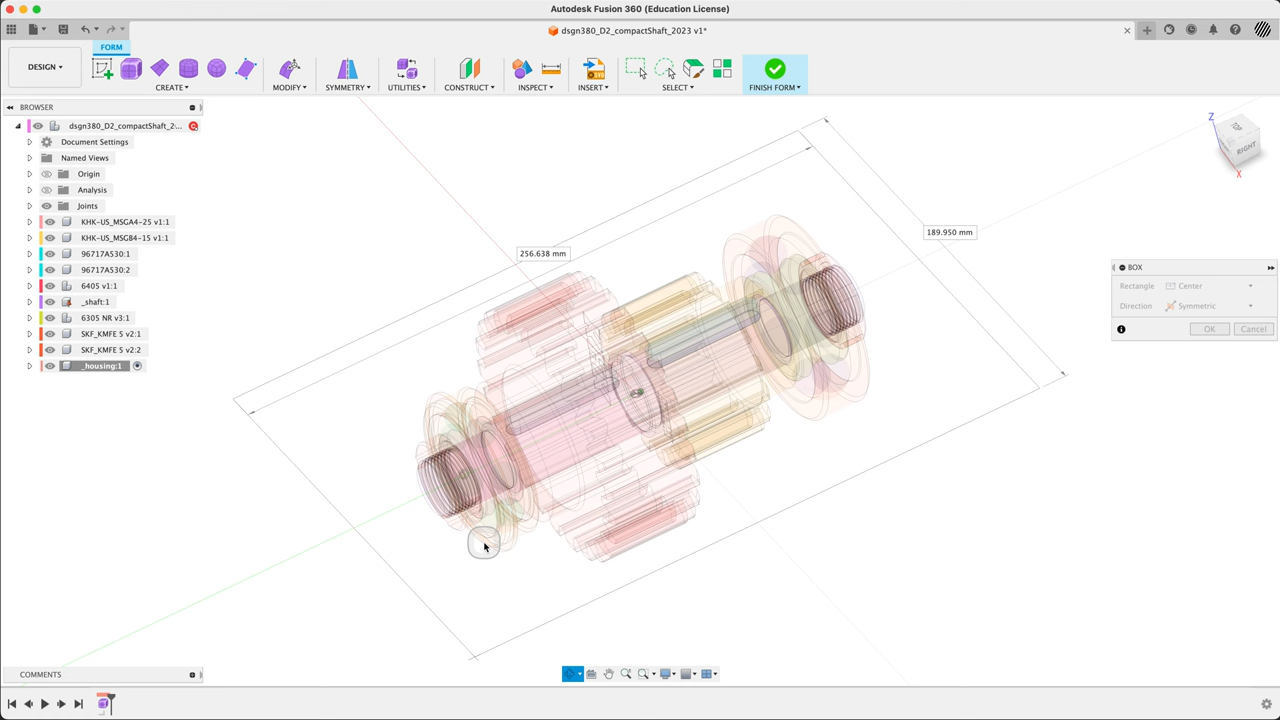 Autodesk Fusion 360 (Education License)
dsgn380_D2_compactShaft_2023 v1*
FORM
DESIGN
CREATE
MODIFY
SYMMETRY
UTILITIES
CONSTRUCT
INSPECT
INSERT
SELECT
FINISH FORM
BROWSER
dsgn380_D2_compactShaft_2(...
Document Settings
Named Views
Origin
Analysis
Joints
KHK-US_MSGA4-25 v1:1
KHK-US_MSGB4-15 v1:1
96717A530:1
96717A530:2
6405 v1:1
_shaft:1
6305 NR v3:1
SKF_KMFE 5 v2:1
SKF_KMFE 5 v2:2
_housing:1
256.638 mm
189.950 mm
Z
TOP
RIGHT
X
BOX
Rectangle
Center
Direction
Symmetric
OK
Cancel
COMMENTS